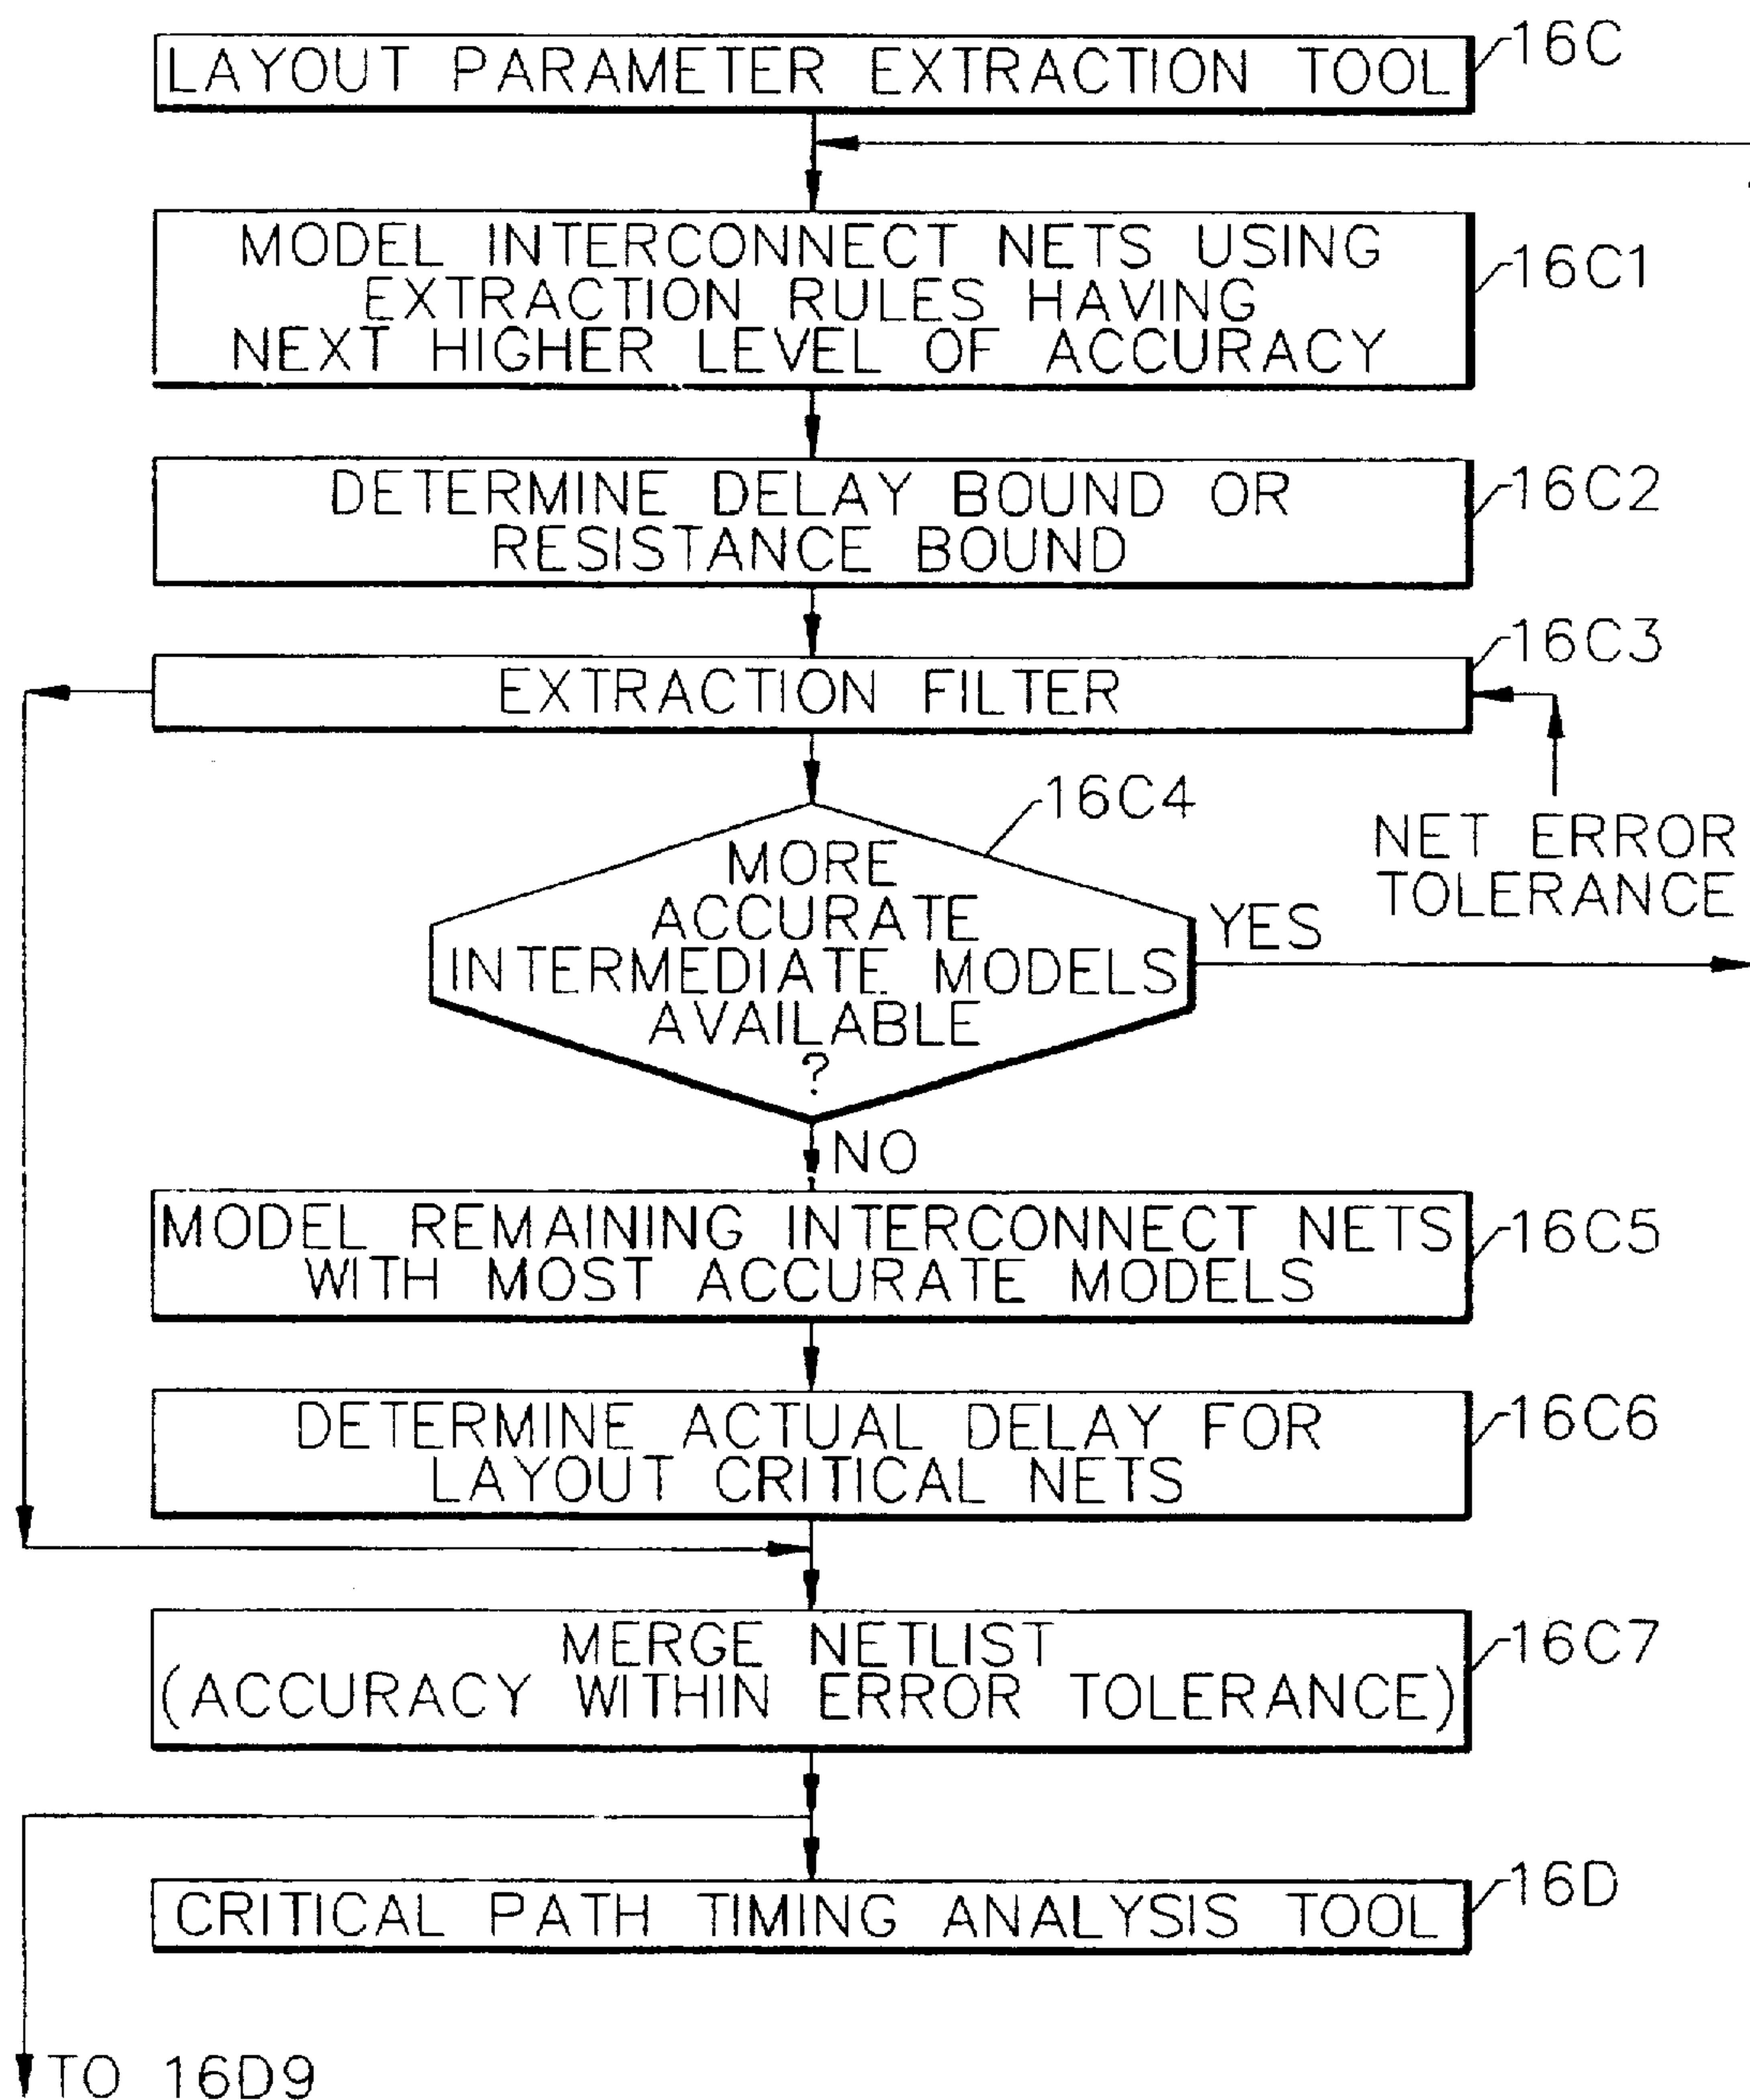 LAYOUT PARAMETER EXTRACTION TOOL
16C
MODEL INTERCONNECT NETS USING
EXTRACTION RULES HAVING
NEXT HIGHER LEVEL OF ACCURACY
16C1
DETERMINE DELAY BOUND OR
RESISTANCE BOUND
16C2
EXTRACTION FILTER
16C3
NET ERROR
TOLERANCE
16C4
MORE
ACCURATE
INTERMEDIATE MODELS
AVAILABLE
?
YES
NO
MODEL REMAINING INTERCONNECT NETS
WITH MOST ACCURATE MODELS
16C5
DETERMINE ACTUAL DELAY FOR
LAYOUT CRITICAL NETS
16C6
MERGE NETLIST
(ACCURACY WITHIN ERROR TOLERANCE)
16C7
CRITICAL PATH TIMING ANALYSIS TOOL
16D
TO 16D9